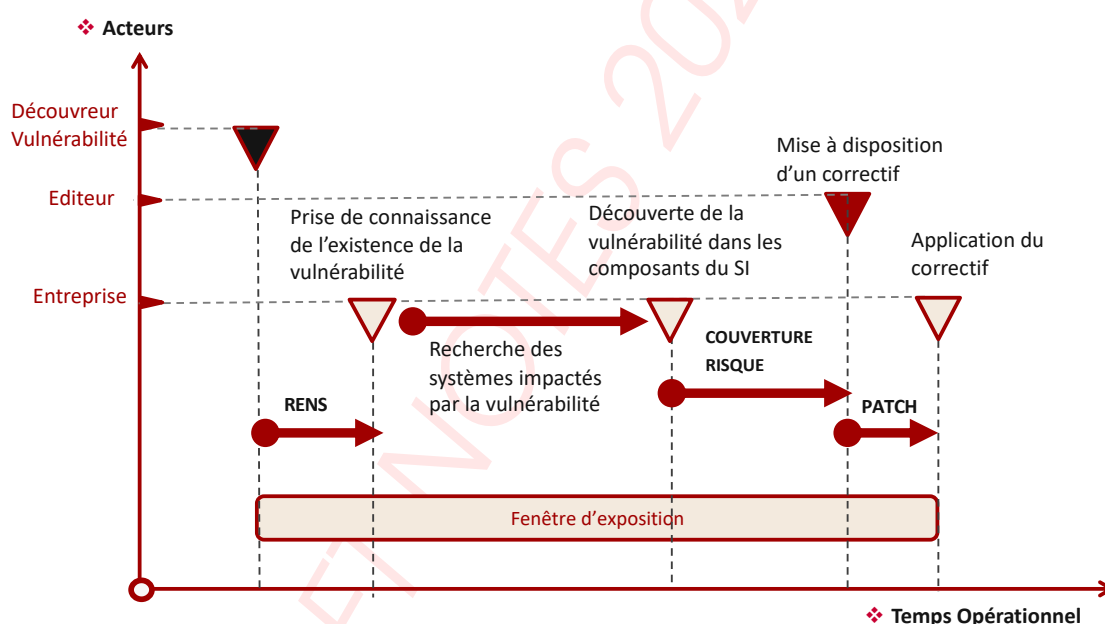 ❖ Acteurs
Découvreur
Vulnérabilité
Mise à disposition
d’un correctif
Editeur
Prise de connaissance
de l’existence de la
vulnérabilité
Découverte de la
vulnérabilité dans les
composants du SI
Application du
correctif
Entreprise
Recherche des
systèmes impactés
par la vulnérabilité
COUVERTURE
RISQUE
RENS
PATCH
Fenêtre d’exposition
❖ Temps Opérationnel